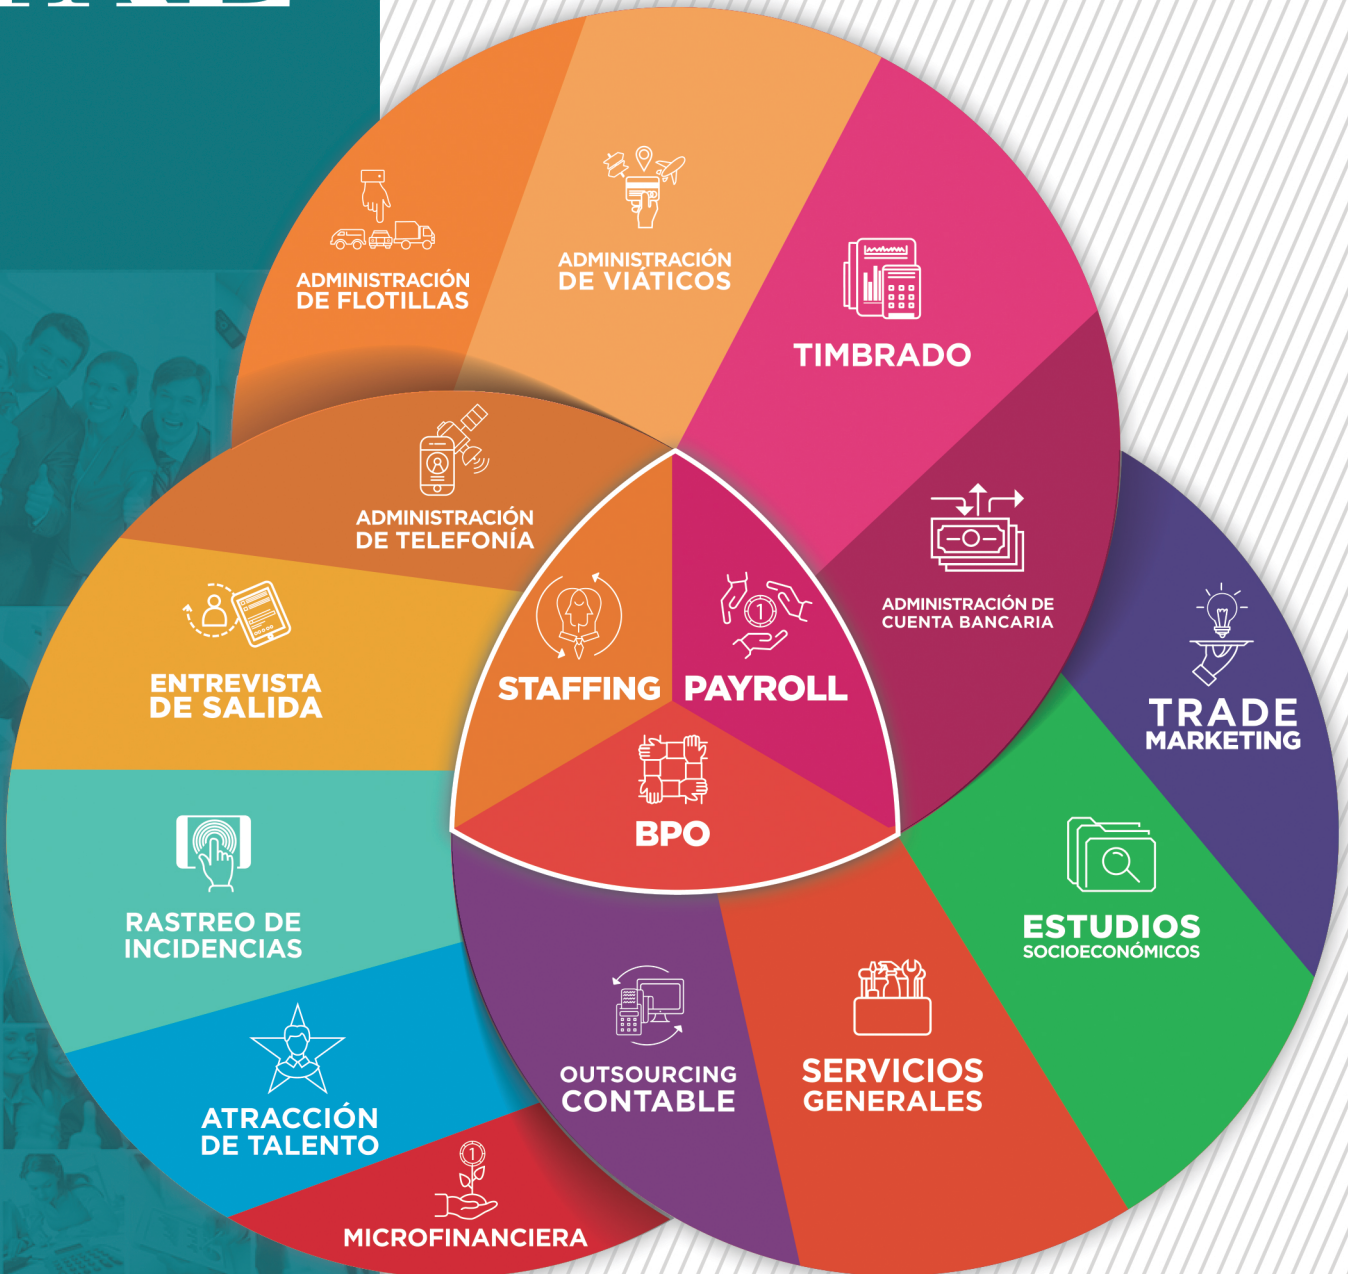 ADMINISTRACIÓN
DE FLOTILLAS
ADMINISTRACIÓN
DE VIÁTICOS
TIMBRADO
ADMINISTRACIÓN
DE TELEFONÍA
ADMINISTRACIÓN DE
CUENTA BANCARIA
ENTREVISTA
DE SALIDA
STAFFING
PAYROLL
BPO
TRADE
MARKETING
RASTREO DE
INCIDENCIAS
ESTUDIOS
SOCIOECONÓMICOS
ATRACCIÓN
DE TALENTO
OUTSOURCING
CONTABLE
SERVICIOS
GENERALES
MICROFINANCIERA